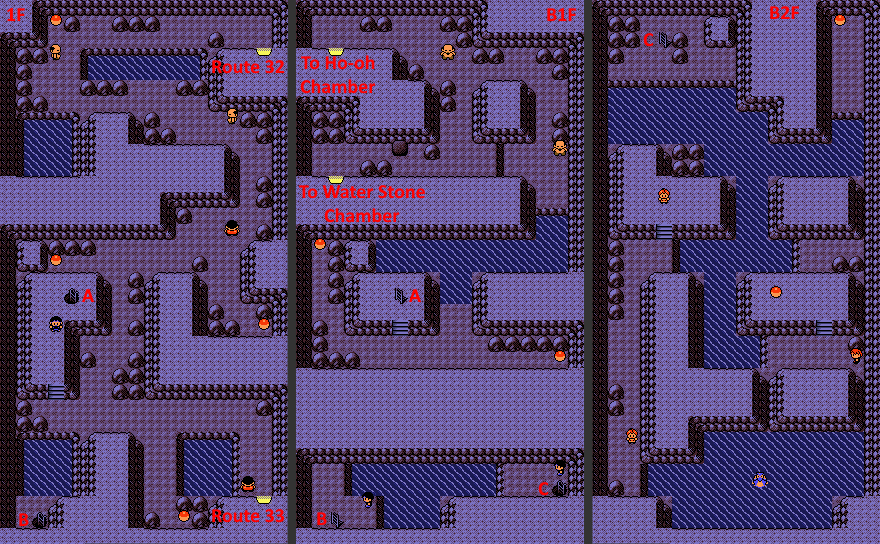 1F
Route 32
A
B
Route 33
B1F
To Ho-oh
Chamber
To Water Stone
Chamber
A
B
C
B2F
C